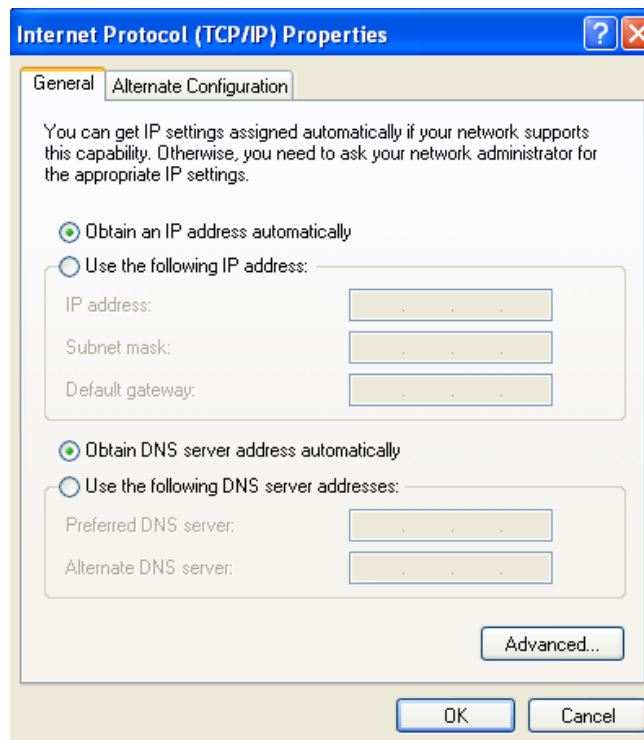 Internet Protocol (TCP/IP) Properties
General
Alternate Configuration
You can get IP settings assigned automatically if your network supports
this capability. Otherwise, you need to ask your network administrator for
the appropriate IP settings.
Obtain an IP address automatically
Use the following IP address:
IP address:
Subnet mask:
Default gateway:
Obtain DNS server address automatically
Use the following DNS server addresses:
Preferred DNS server:
Alternate DNS server:
Advanced...
OK
Cancel